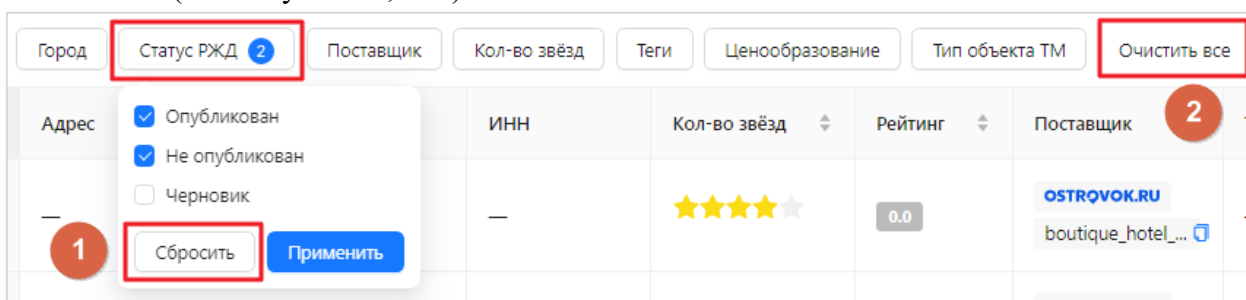 Город Статус РЖД 2 Поставщик Кол-во звёзд Теги Ценообразование Тип объекта ТМ Очистить все
Адрес ИНН Кол-во звёзд Рейтинг Поставщик 2
Опубликован
Не опубликован
Черновик
— — 0.0 OSTROVOK.RU
boutique_hotel_...
1 Сбросить Применить